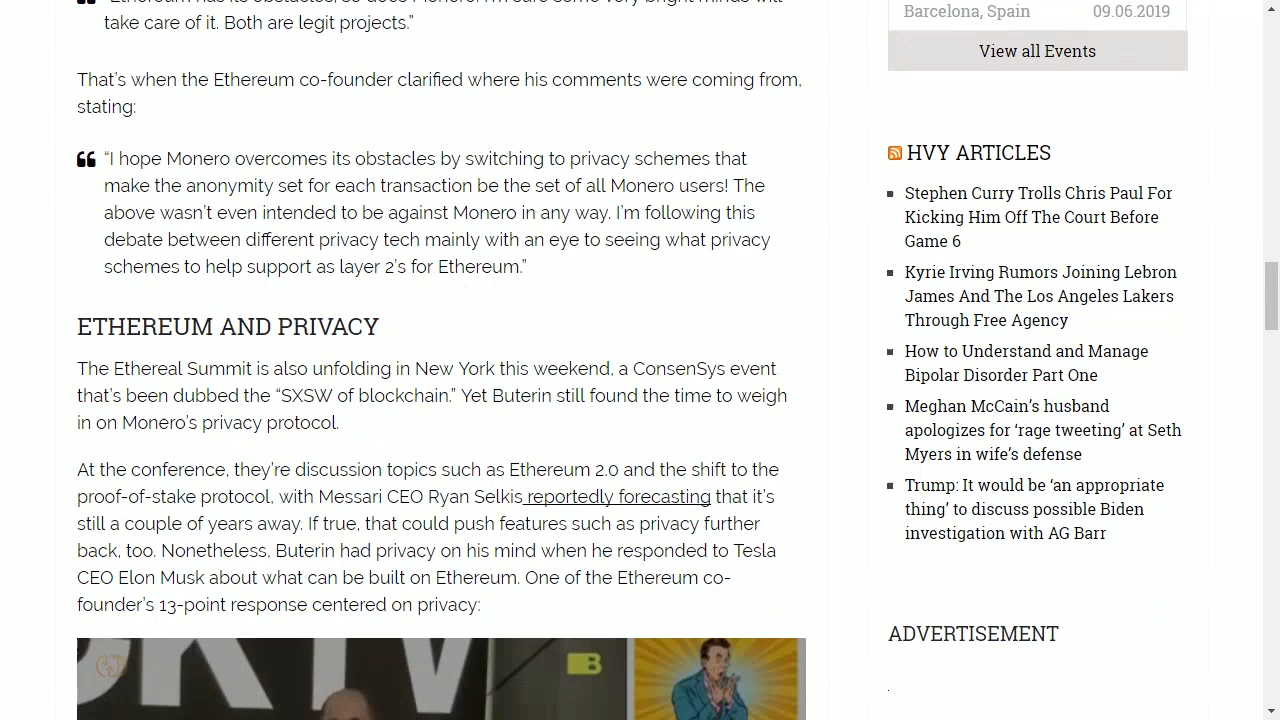 take care of it. Both are legit projects.”
That’s when the Ethereum co-founder clarified where his comments were coming from,
stating:
“I hope Monero overcomes its obstacles by switching to privacy schemes that
make the anonymity set for each transaction be the set of all Monero users! The
above wasn’t even intended to be against Monero in any way. I’m following this
debate between different privacy tech mainly with an eye to seeing what privacy
schemes to help support as layer 2’s for Ethereum.”
ETHEREUM AND PRIVACY
The Ethereal Summit is also unfolding in New York this weekend, a ConsenSys event
that’s been dubbed the “SXSW of blockchain.” Yet Buterin still found the time to weigh
in on Monero’s privacy protocol.
At the conference, they’re discussion topics such as Ethereum 2.0 and the shift to the
proof-of-stake protocol, with Messari CEO Ryan Selkis reportedly forecasting that it’s
still a couple of years away. If true, that could push features such as privacy further
back, too. Nonetheless, Buterin had privacy on his mind when he responded to Tesla
CEO Elon Musk about what can be built on Ethereum. One of the Ethereum co-
founder’s 13-point response centered on privacy:
B
Barcelona, Spain 09.06.2019
View all Events
HVY ARTICLES
Stephen Curry Trolls Chris Paul For
Kicking Him Off The Court Before
Game 6
Kyrie Irving Rumors Joining Lebron
James And The Los Angeles Lakers
Through Free Agency
How to Understand and Manage
Bipolar Disorder Part One
Meghan McCain’s husband
apologizes for ‘rage tweeting’ at Seth
Myers in wife’s defense
Trump: It would be ‘an appropriate
thing’ to discuss possible Biden
investigation with AG Barr
ADVERTISEMENT